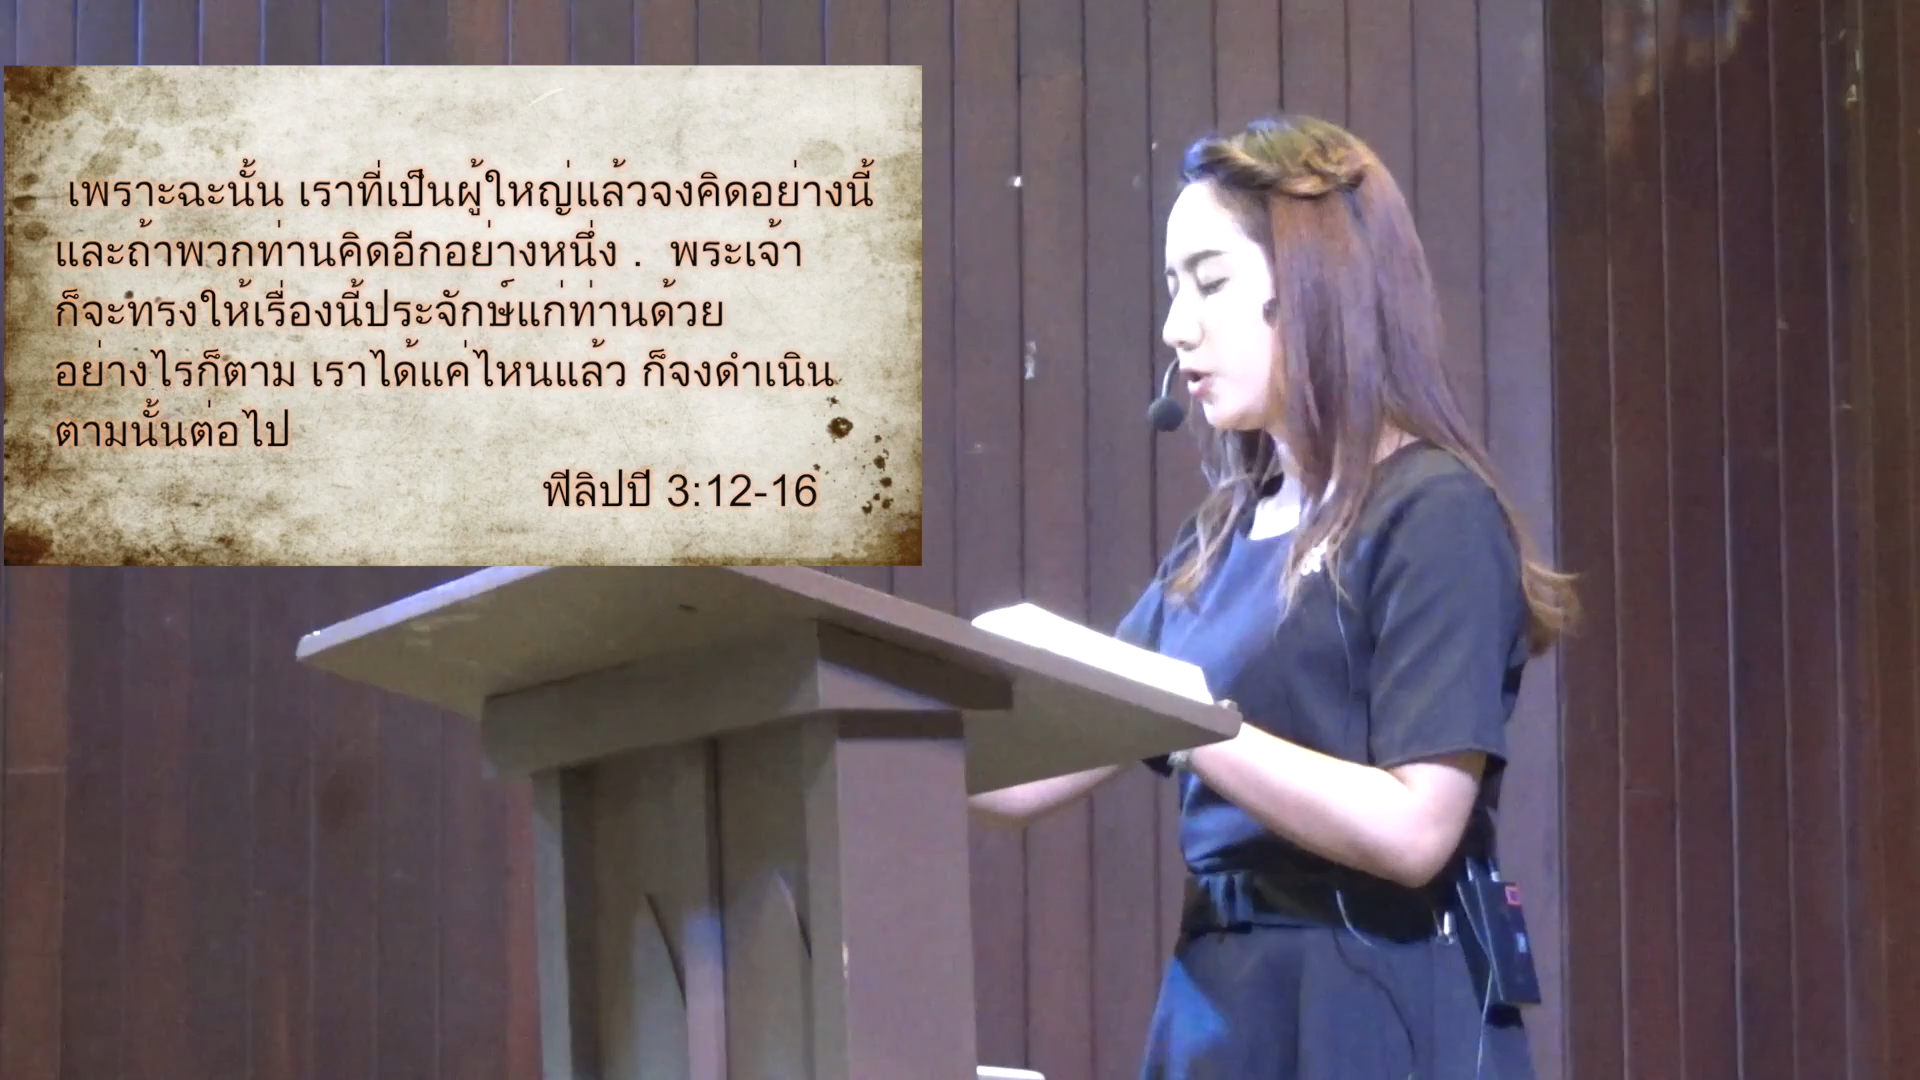 เพราะฉะนั้น เราที่เป็นผู้ใหญ่แล้วจงคิดอย่างนี้
และถ้าพวกท่านคิดอีกอย่างหนึ่ง . พระเจ้า
ก็จะทรงให้เรื่องนี้ประจักษ์แก่ท่านด้วย
อย่างไรก็ตาม เราได้แค่ไหนแล้ว ก็จงดำเนิน
ตามนั้นต่อไป
ฟีลิปปี 3:12-16